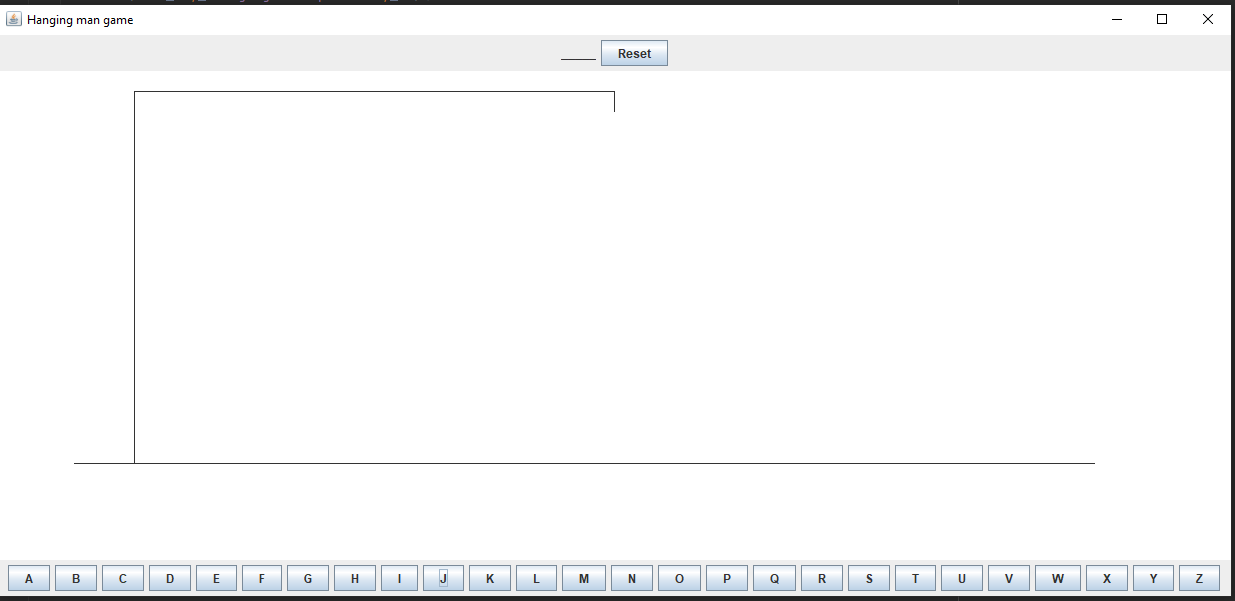 Hanging man game
_____ Reset
A B C D E F G H I J K L M N O P Q R S T U V W X Y Z